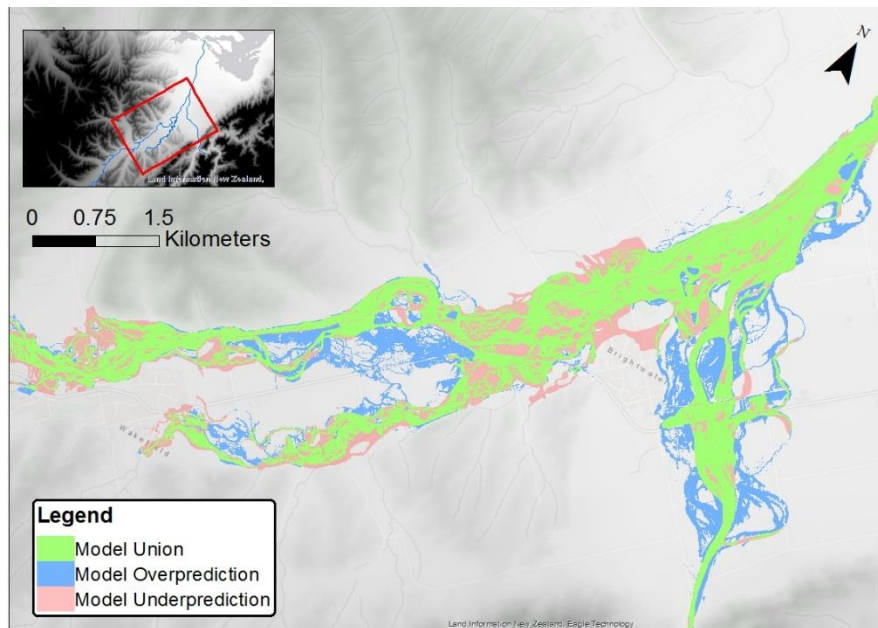 Land Information New Zealand,
N
0 0.75 1.5
Kilometers
Brightwater
Wakefield
Legend
Model Union
Model Overprediction
Model Underprediction
Land Information New Zealand, Eagle Technology